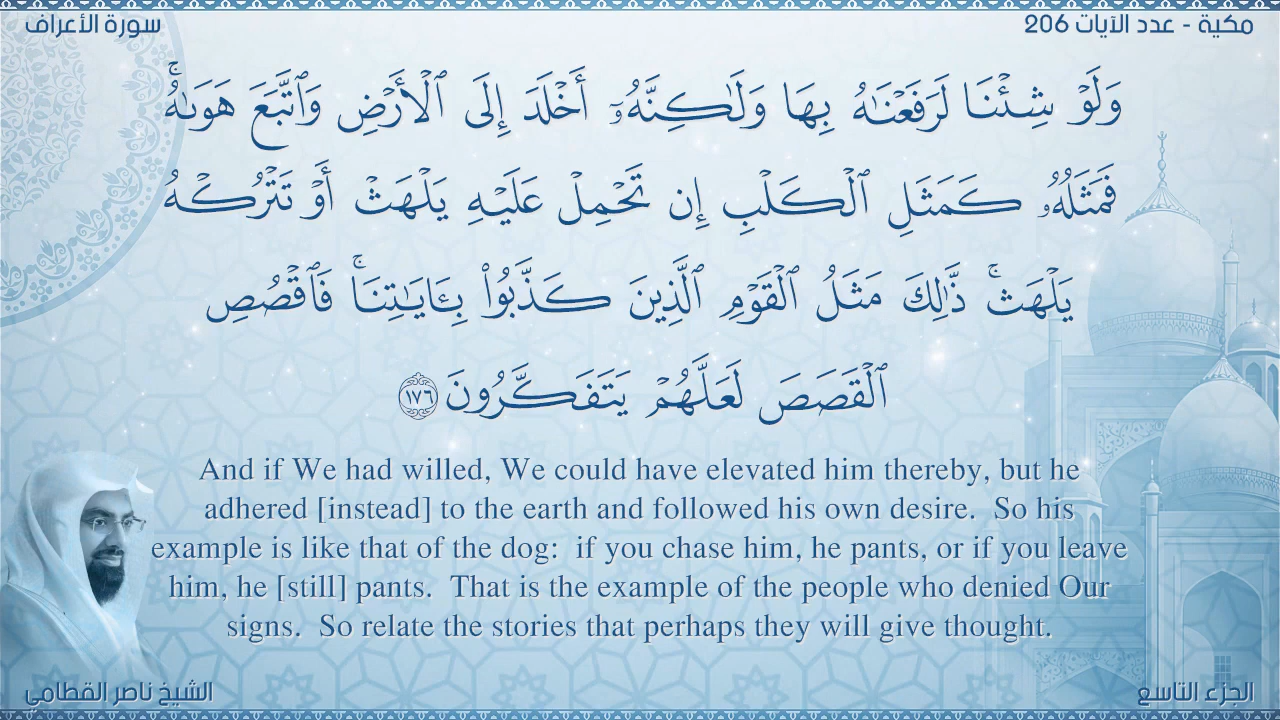 مكية - عدد الآيات 206
سورة الأعراف
وَلَوْ شِئْنَا لَرَفَعْنَٰهُ بِهَا وَلَٰكِنَّهُۥٓ أَخْلَدَ إِلَى ٱلْأَرْضِ وَٱتَّبَعَ هَوَىٰهُ ۚ
فَمَثَلُهُۥ كَمَثَلِ ٱلْكَلْبِ إِن تَحْمِلْ عَلَيْهِ يَلْهَثْ أَوْ تَتْرُكْهُ
يَلْهَث ۚ ذَّٰلِكَ مَثَلُ ٱلْقَوْمِ ٱلَّذِينَ كَذَّبُوا۟ بِـَٔايَٰتِنَا ۚ فَٱقْصُصِ
ٱلْقَصَصَ لَعَلَّهُمْ يَتَفَكَّرُونَ ١٧٦
And if We had willed, We could have elevated him thereby, but he
adhered [instead] to the earth and followed his own desire.  So his
example is like that of the dog:  if you chase him, he pants, or if you leave
him, he [still] pants.  That is the example of the people who denied Our
signs.  So relate the stories that perhaps they will give thought.
الجزء التاسع
الشيخ ناصر القطامي